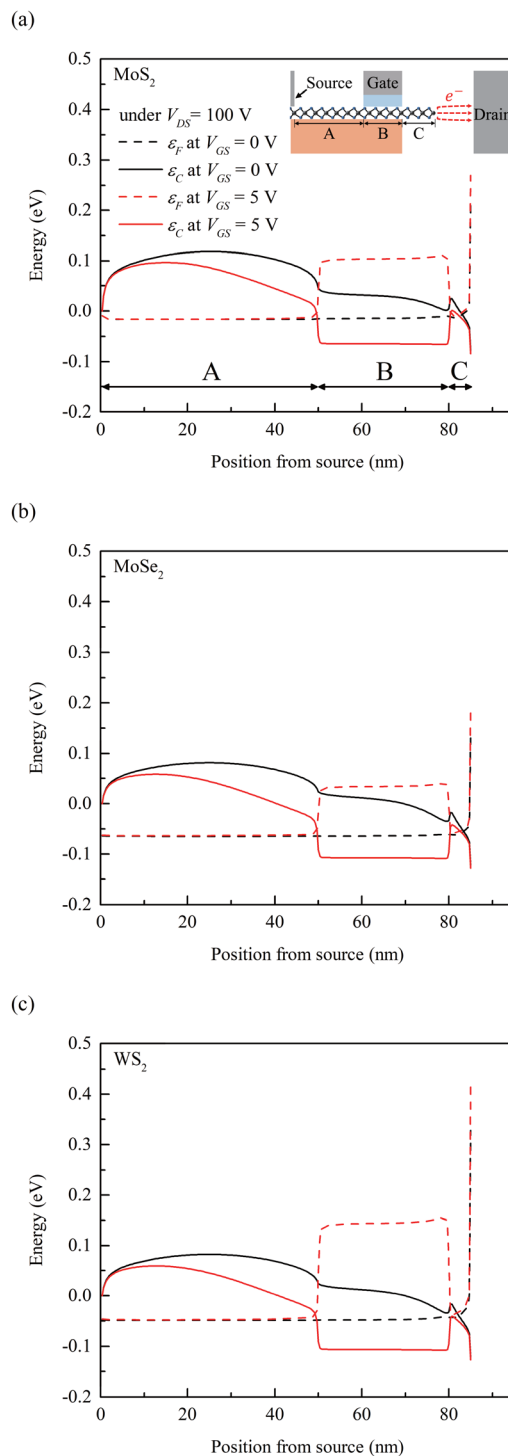 (a)
MoS2
Source
Gate
e−
Drain
A
B
C
under VDS= 100 V
εF at VGS= 0 V
εC at VGS= 0 V
εF at VGS= 5 V
εC at VGS= 5 V
Energy (eV)
0.5
0.4
0.3
0.2
0.1
0.0
-0.1
-0.2
A
B
C
0
20
40
60
80
Position from source (nm)
(b)
MoSe2
Energy (eV)
0.5
0.4
0.3
0.2
0.1
0.0
-0.1
-0.2
0
20
40
60
80
Position from source (nm)
(c)
WS2
Energy (eV)
0.5
0.4
0.3
0.2
0.1
0.0
-0.1
-0.2
0
20
40
60
80
Position from source (nm)